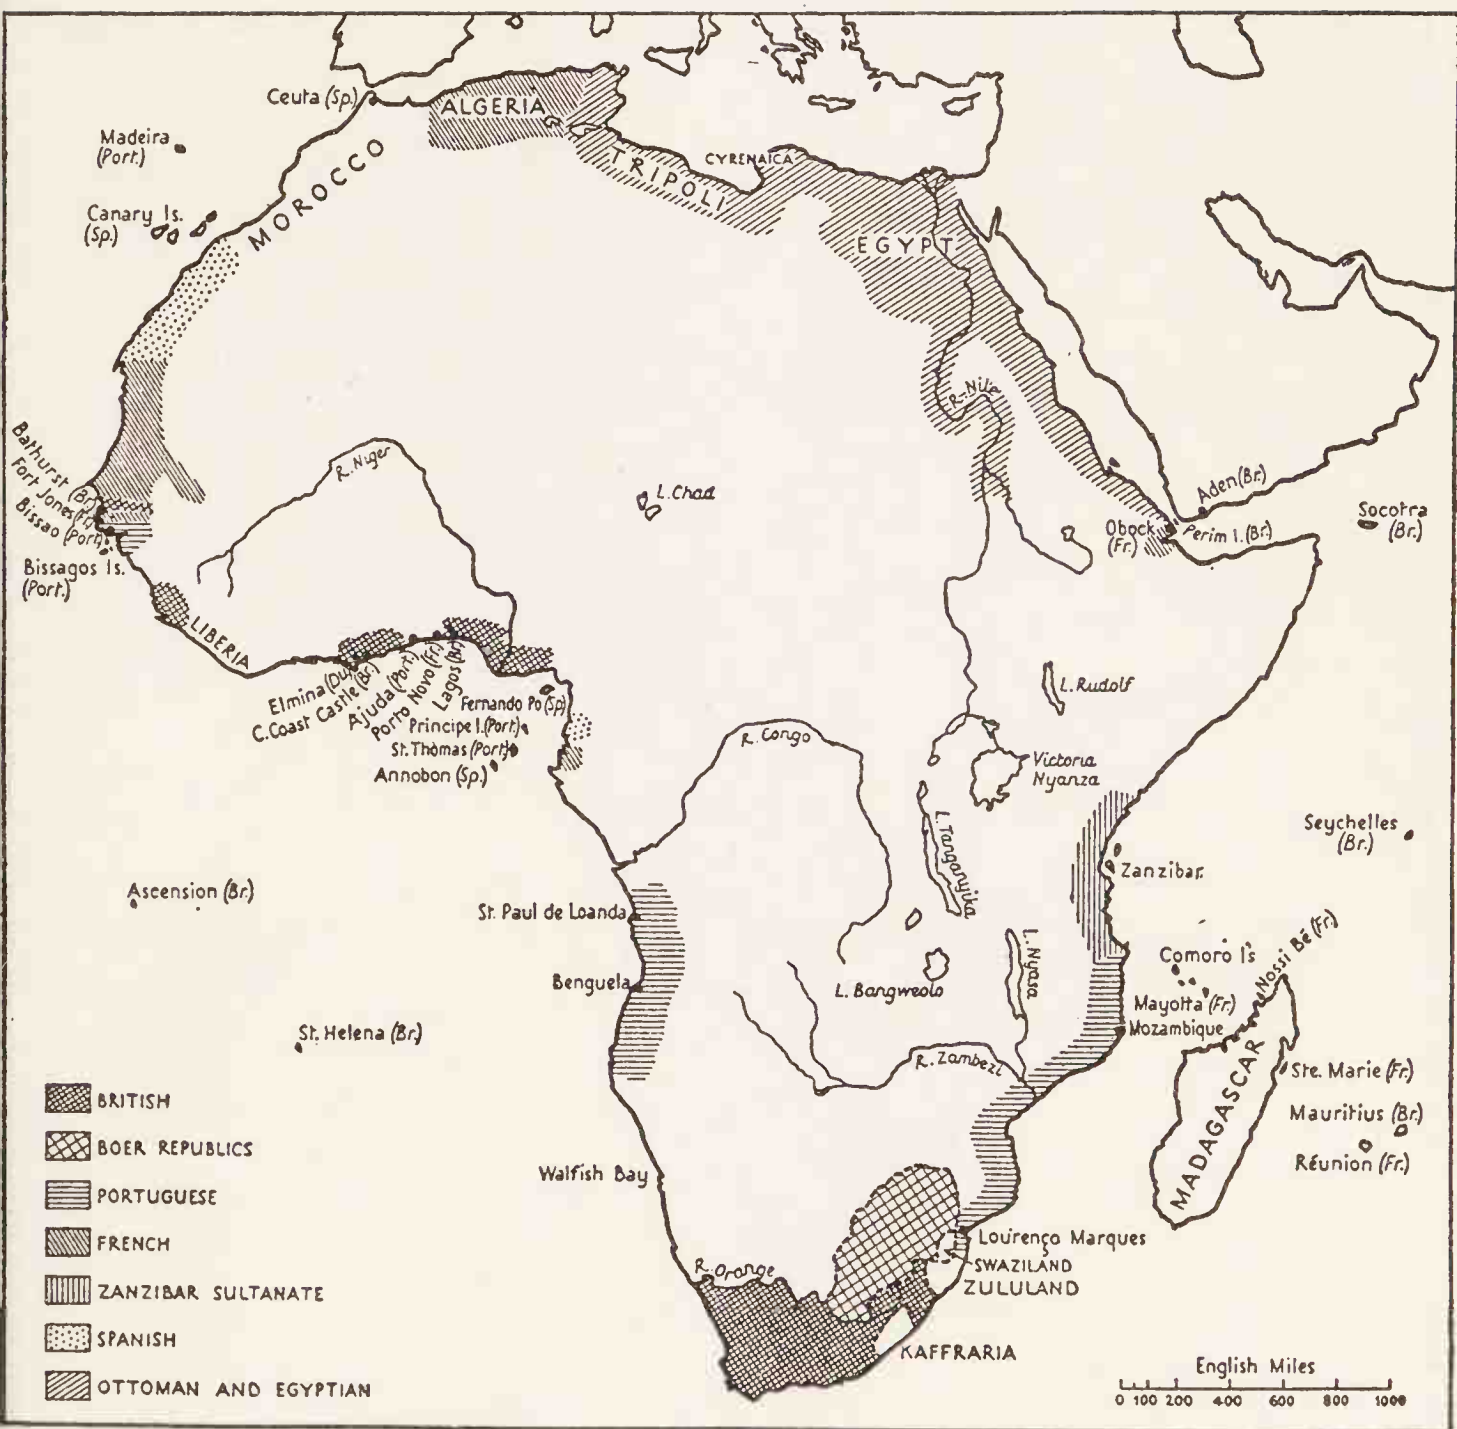 Ceuta (Sp.)
ALGERIA
Madeira
(Port.)
MOROCCO
TRIPOLI
CYRENAICA
Canary Is.
(Sp.)
EGYPT
R. Nile
Bathurst (Br.)
Fort Jones (Fr.)
Bissao (Port.)
Bissagos Is.
(Port.)
R. Niger
L. Chad
Aden (Br.)
Obock
(Fr.)
Perim I. (Br.)
Socotra
(Br.)
LIBERIA
Elmina (Du.)
C. Coast Castle (Br.)
Ajuda (Port.)
Porto Novo (Fr.)
Lagos (Br.)
Fernando Po (Sp.)
Principe I. (Port.)
St. Thomas (Port.)
Annobon (Sp.)
L. Rudolf
R. Congo
Victoria
Nyanza
L. Tanganyika
Seychelles
(Br.)
Zanzibar
Ascension (Br.)
St. Paul de Loanda
Benguela
L. Bangweolo
L. Nyasa
Comoro Is
Nossi Bé (Fr.)
Mayotta (Fr.)
Mozambique
St. Helena (Br.)
R. Zambezi
MADAGASCAR
Ste. Marie (Fr.)
Mauritius (Br.)
Réunion (Fr.)
Walfish Bay
Lourenço Marques
SWAZILAND
ZULULAND
R. Orange
KAFFRARIA
BRITISH
BOER REPUBLICS
PORTUGUESE
FRENCH
ZANZIBAR SULTANATE
SPANISH
OTTOMAN AND EGYPTIAN
English Miles
0 100 200 400 600 800 1000